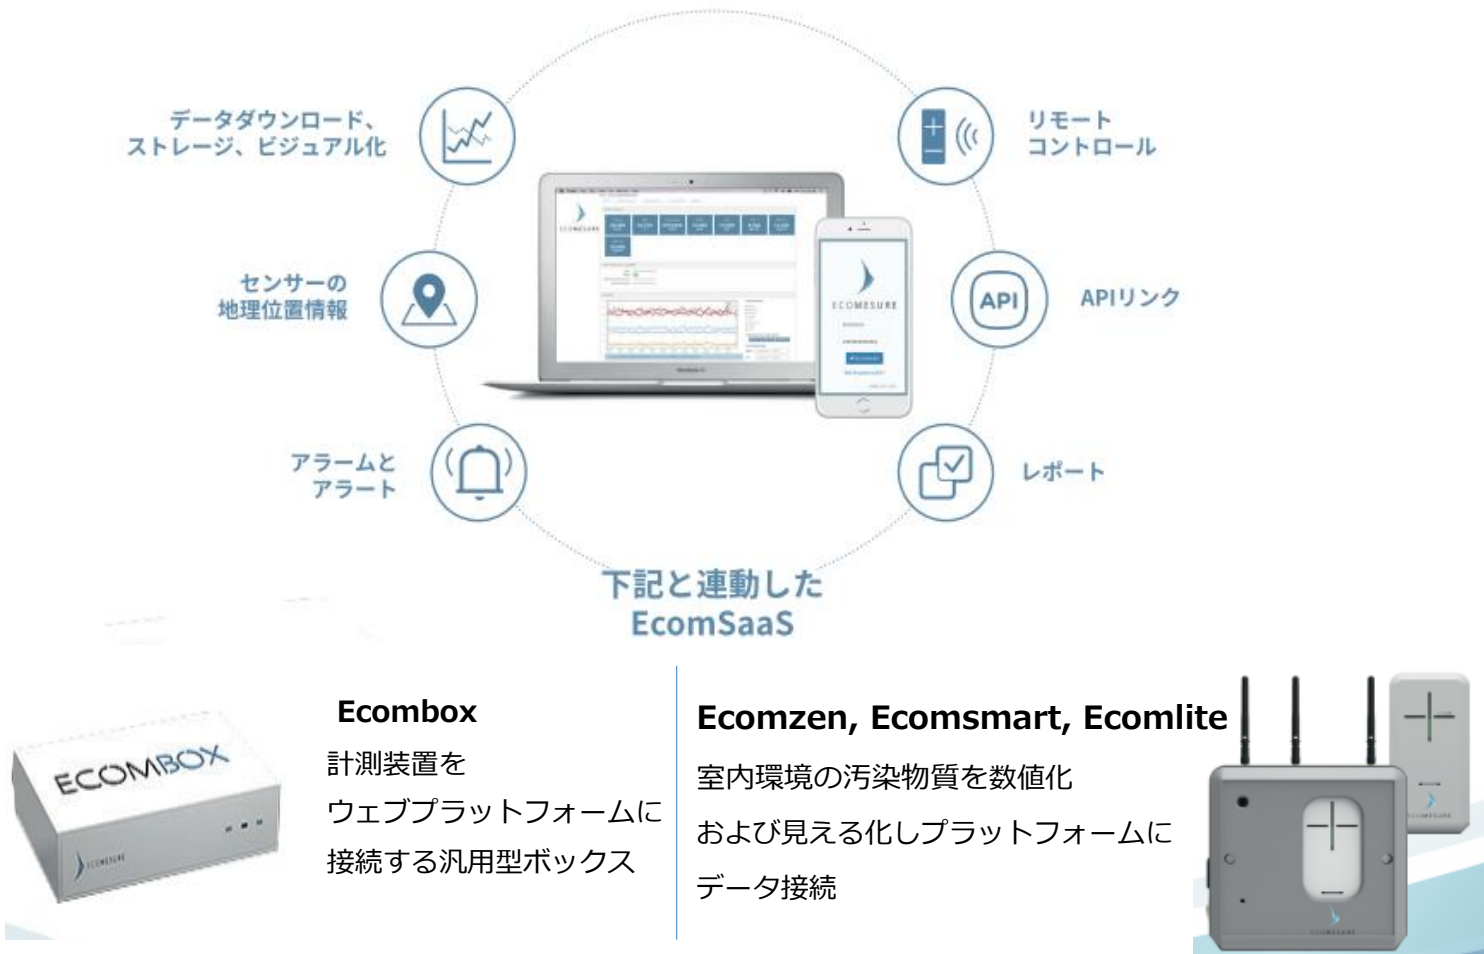 データダウンロード、
ストレージ、ビジュアル化
リモート
コントロール
センサーの
地理位置情報
ECOMESURE
ECOMESURE
API
APIリンク
アラームと
アラート
レポート
下記と連動した
EcomSaaS
Ecombox
計測装置を
ウェブプラットフォームに
接続する汎用型ボックス
ECOMBOX
ECOMESURE
Ecomzen, Ecomsmart, Ecomlite
室内環境の汚染物質を数値化
および見える化しプラットフォームに
データ接続
ECOMESURE
ECOMESURE